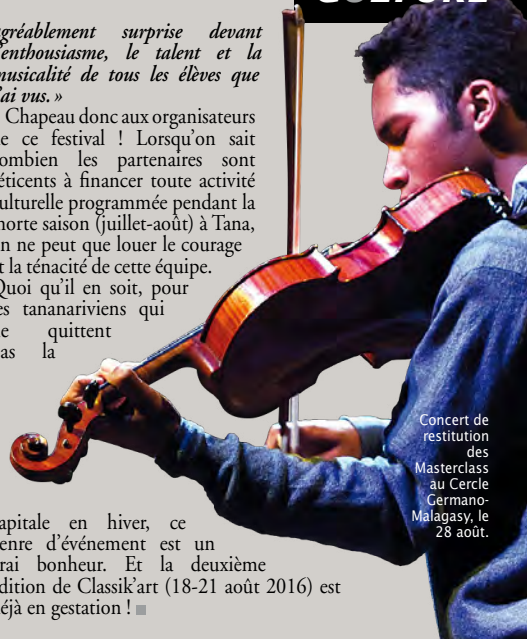 CULTURE
gréablement surprise devant
'enthousiasme, le talent et la
musicalité de tous les élèves que
'ai vus. »
Chapeau donc aux organisateurs
e ce festival ! Lorsqu'on sait
ombien les partenaires sont
éticents à financer toute activité
ulturelle programmée pendant la
morte saison (juillet-août) à Tana,
n ne peut que louer le courage
t la ténacité de cette équipe.
Quoi qu'il en soit, pour
es tananariviens qui
e quittent
as la
apitale en hiver, ce
enre d'événement est un
rai bonheur. Et la deuxième
dition de Classik'art (18-21 août 2016) est
éjà en gestation !
Concert de
restitution
des
Masterclass
au Cercle
Germano-
Malagasy, le
28 août.